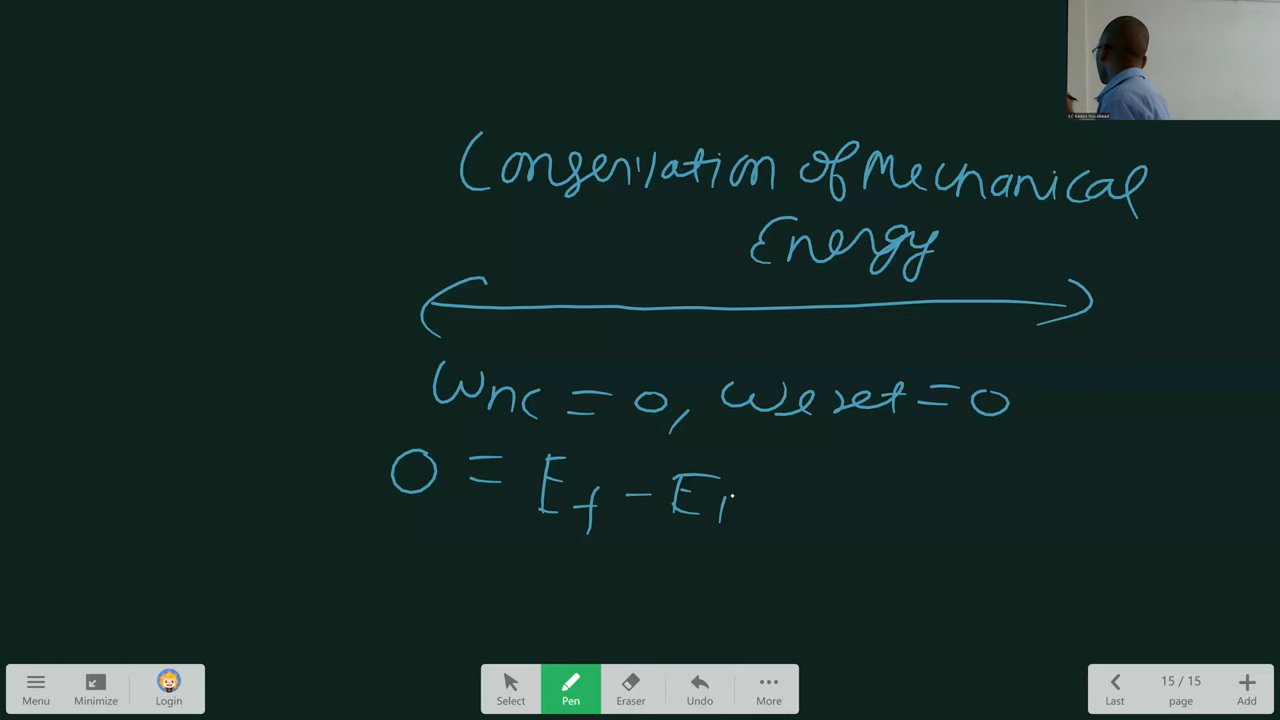 Conservation of Mechanical
Energy
Wnc = 0, Wext = 0
0 = Ef - Ei
Menu
Minimize
Login
Select
Pen
Eraser
Undo
More
Last
15 / 15
page
Add